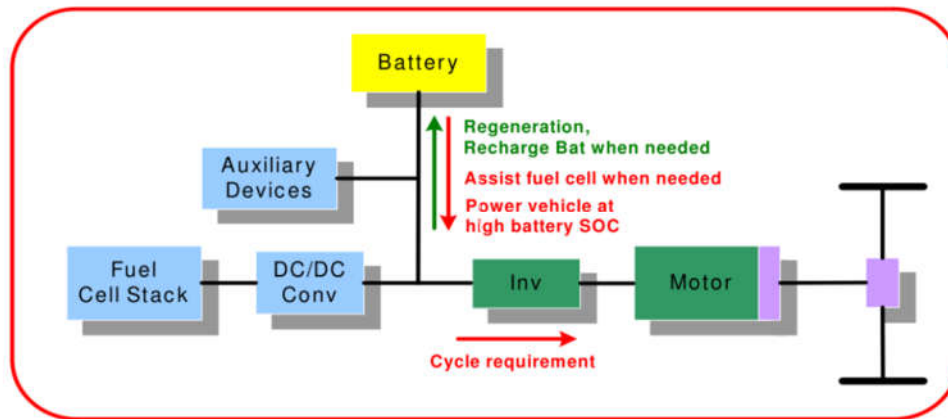 Battery
Regeneration,
Recharge Bat when needed
Auxiliary
Devices
Assist fuel cell when needed
Power vehicle at
high battery SOC
Fuel
Cell Stack
DC/DC
Conv
Inv
Motor
Cycle requirement